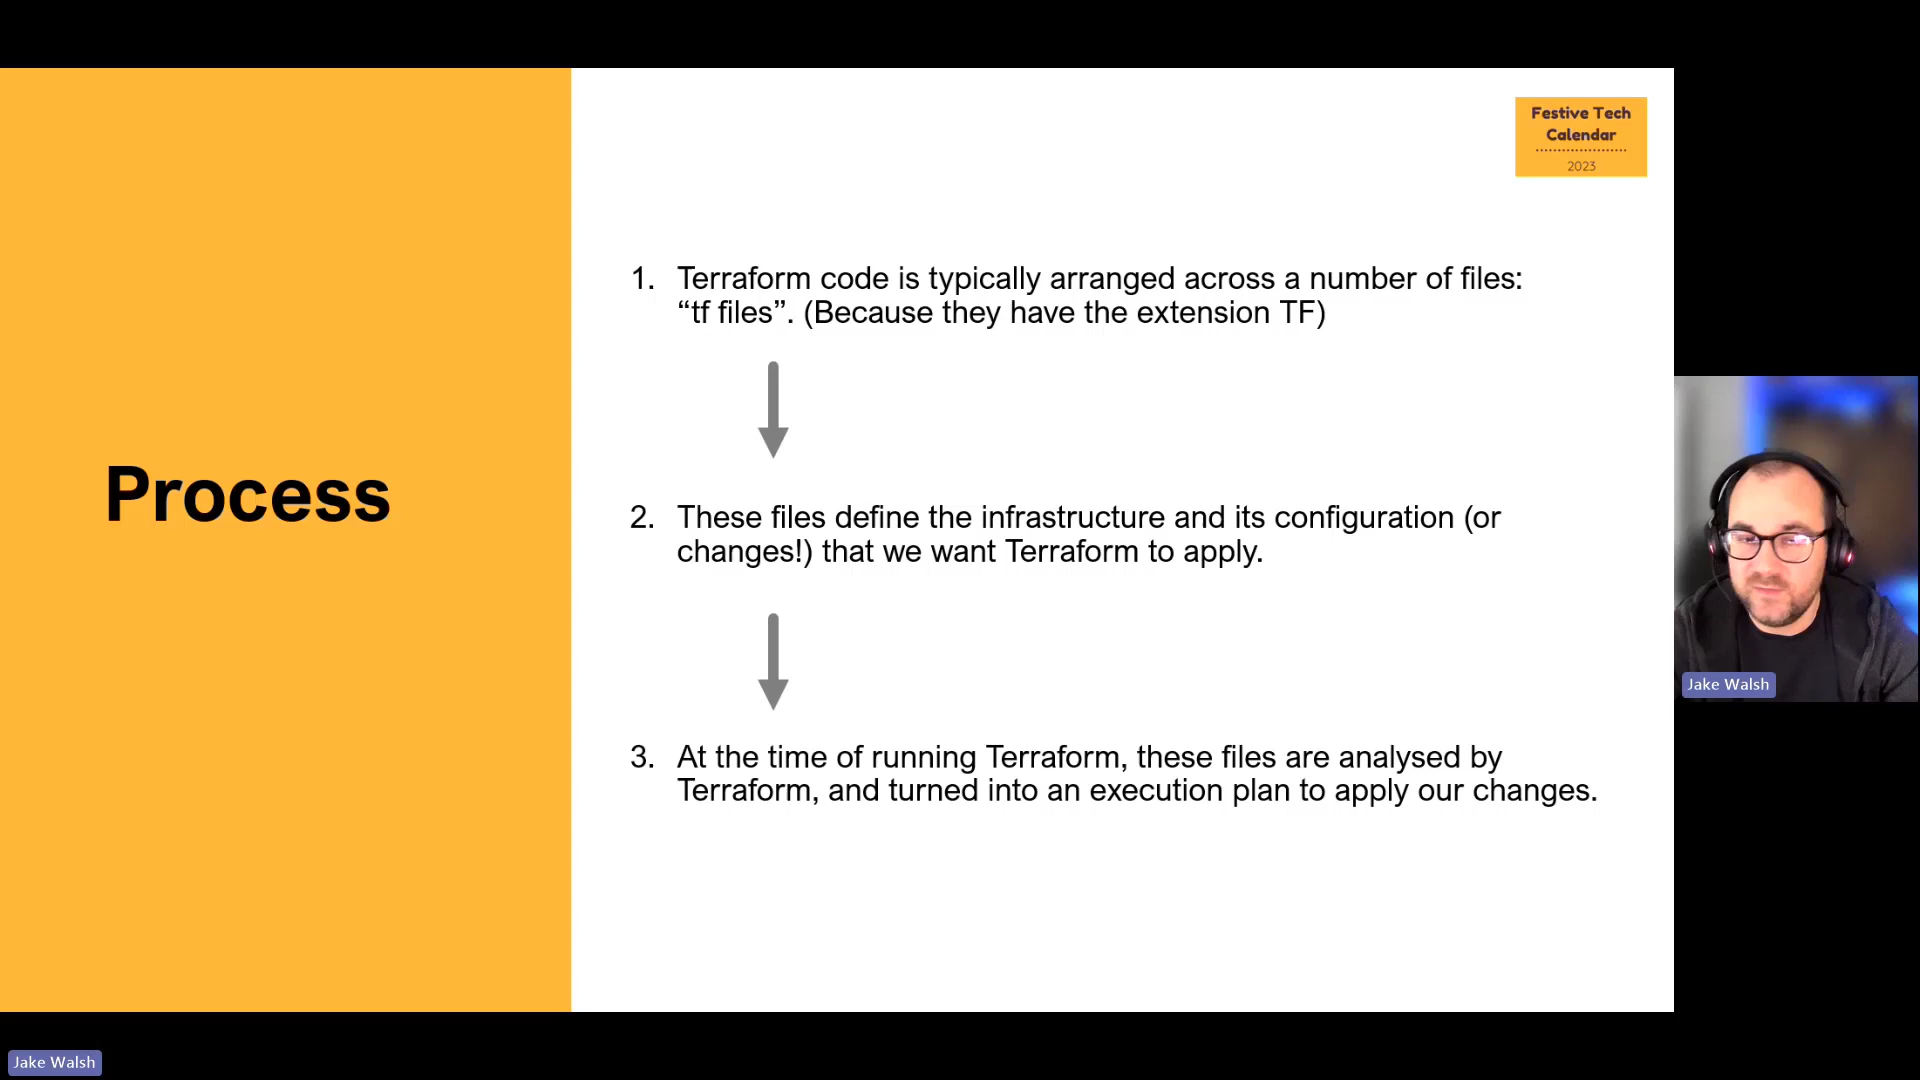 Festive Tech
Calendar
2023
Process
1. Terraform code is typically arranged across a number of files:
“tf files”. (Because they have the extension TF)
2. These files define the infrastructure and its configuration (or
changes!) that we want Terraform to apply.
3. At the time of running Terraform, these files are analysed by
Terraform, and turned into an execution plan to apply our changes.
Jake Walsh
Jake Walsh